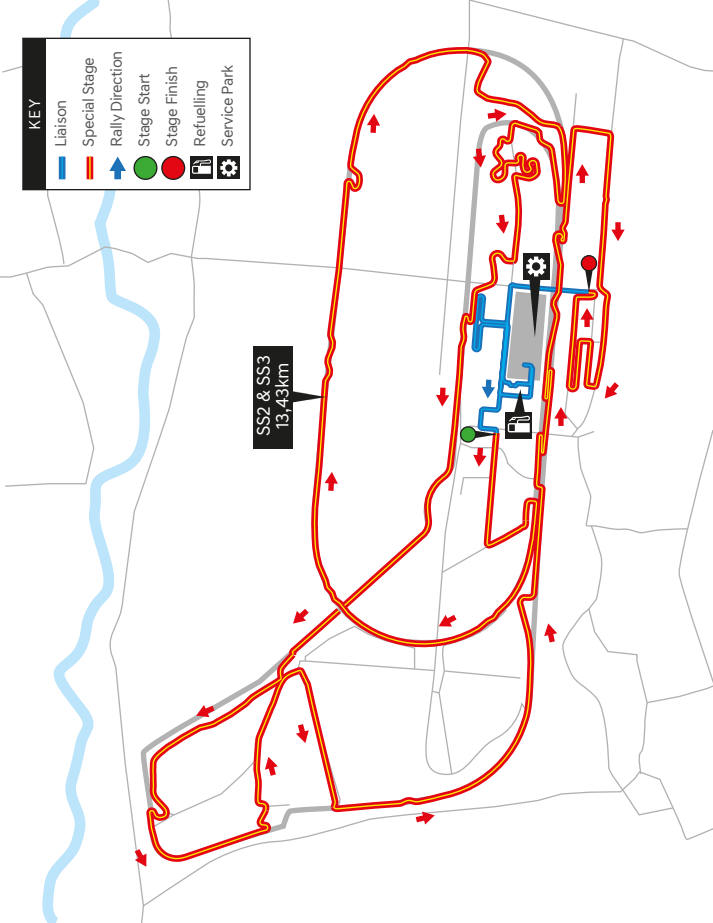 KEY
Liaison
Special Stage
Rally Direction
Stage Start
Stage Finish
Refuelling
Service Park
SS2 & SS3
13,43km